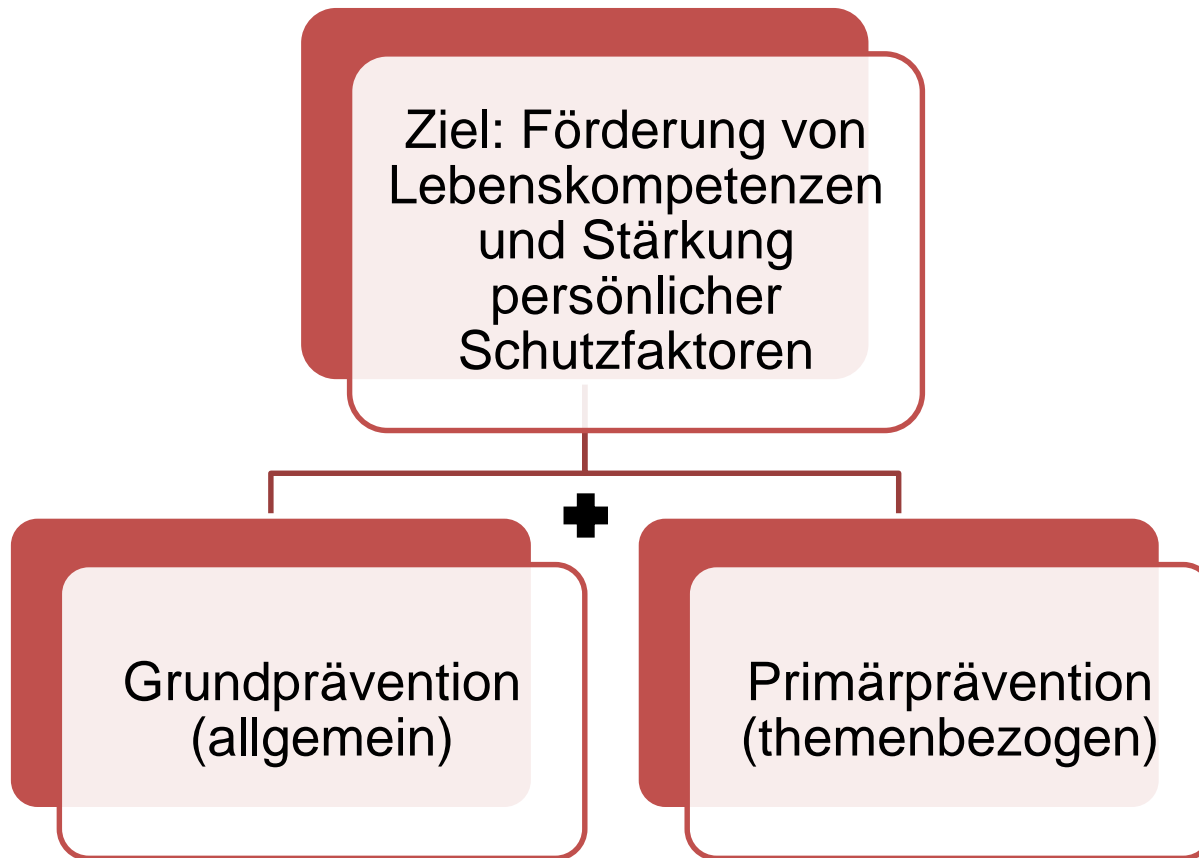 Ziel: Förderung von
Lebenskompetenzen
und Stärkung
persönlicher
Schutzfaktoren
Grundprävention
(allgemein)
Primärprävention
(themenbezogen)